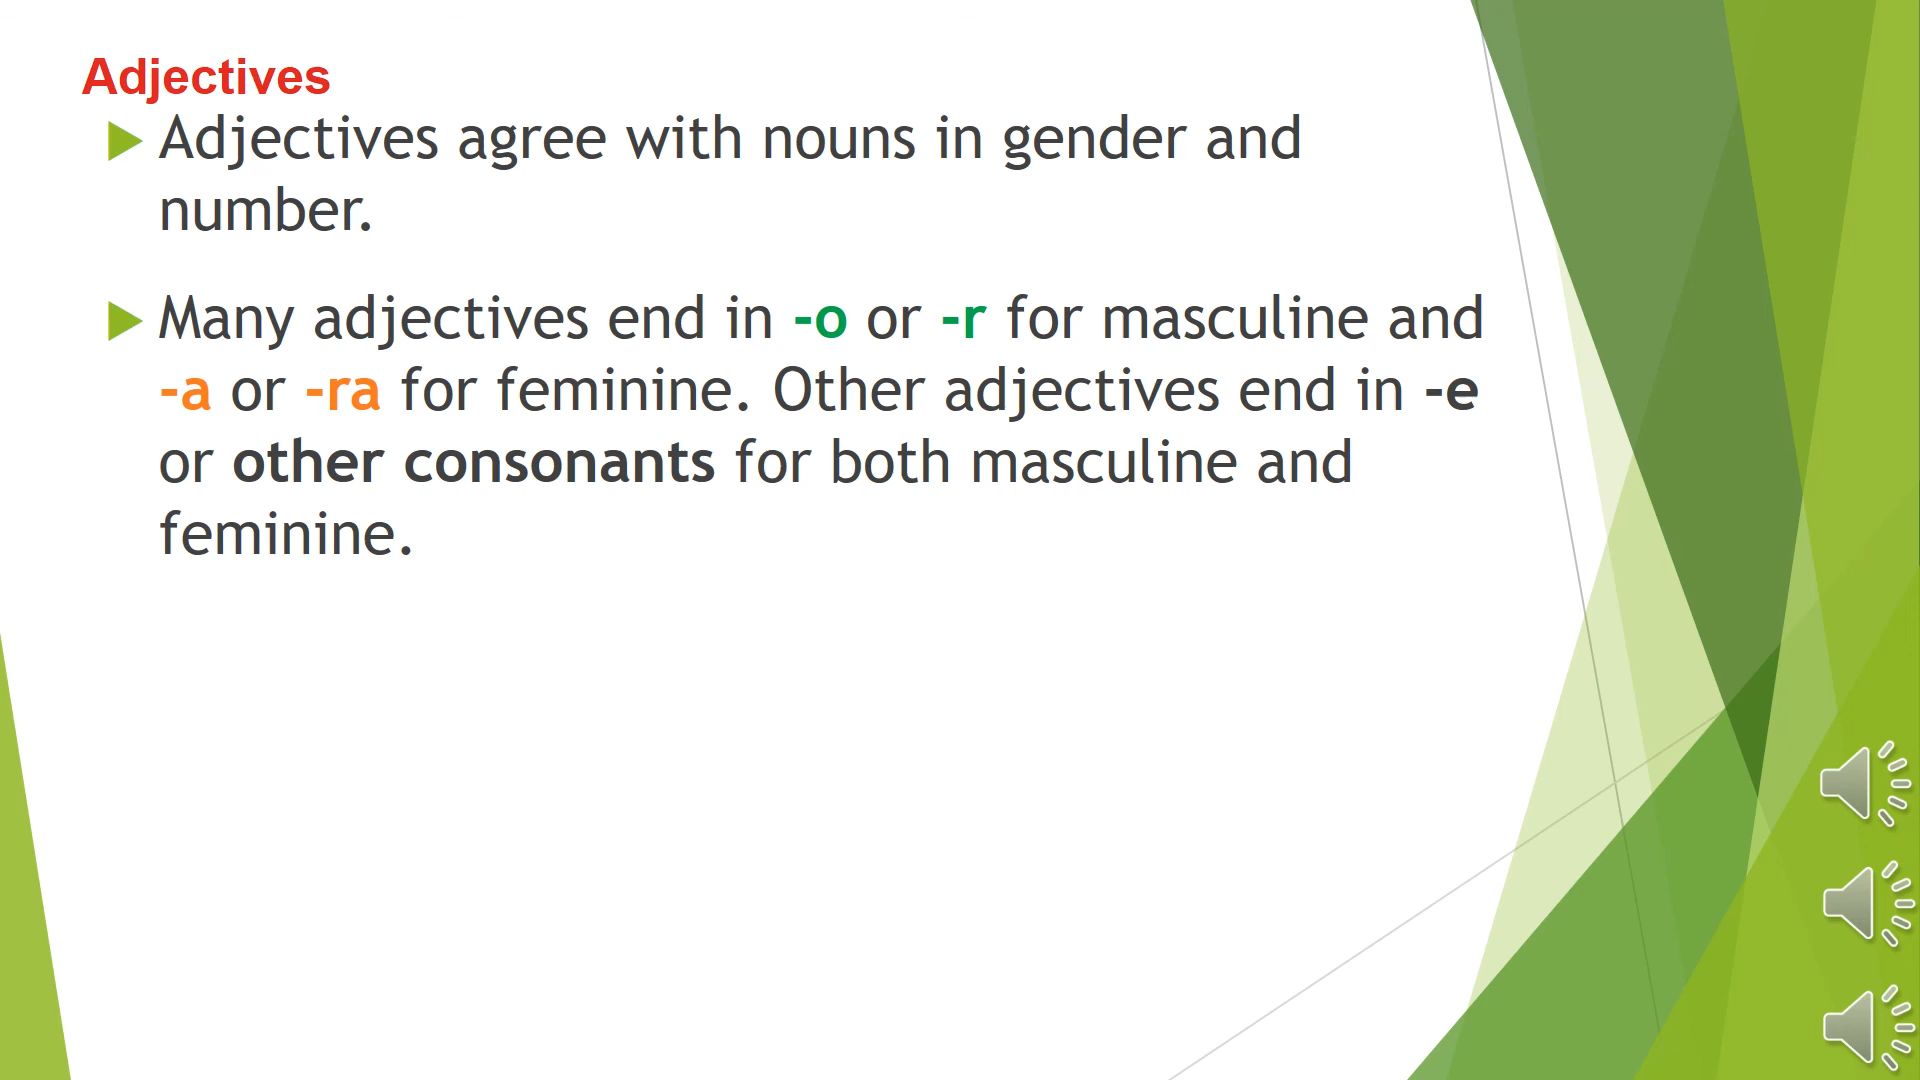 Adjectives
Adjectives agree with nouns in gender and
number.
Many adjectives end in -o or -r for masculine and
-a or -ra for feminine. Other adjectives end in -e
or other consonants for both masculine and
feminine.